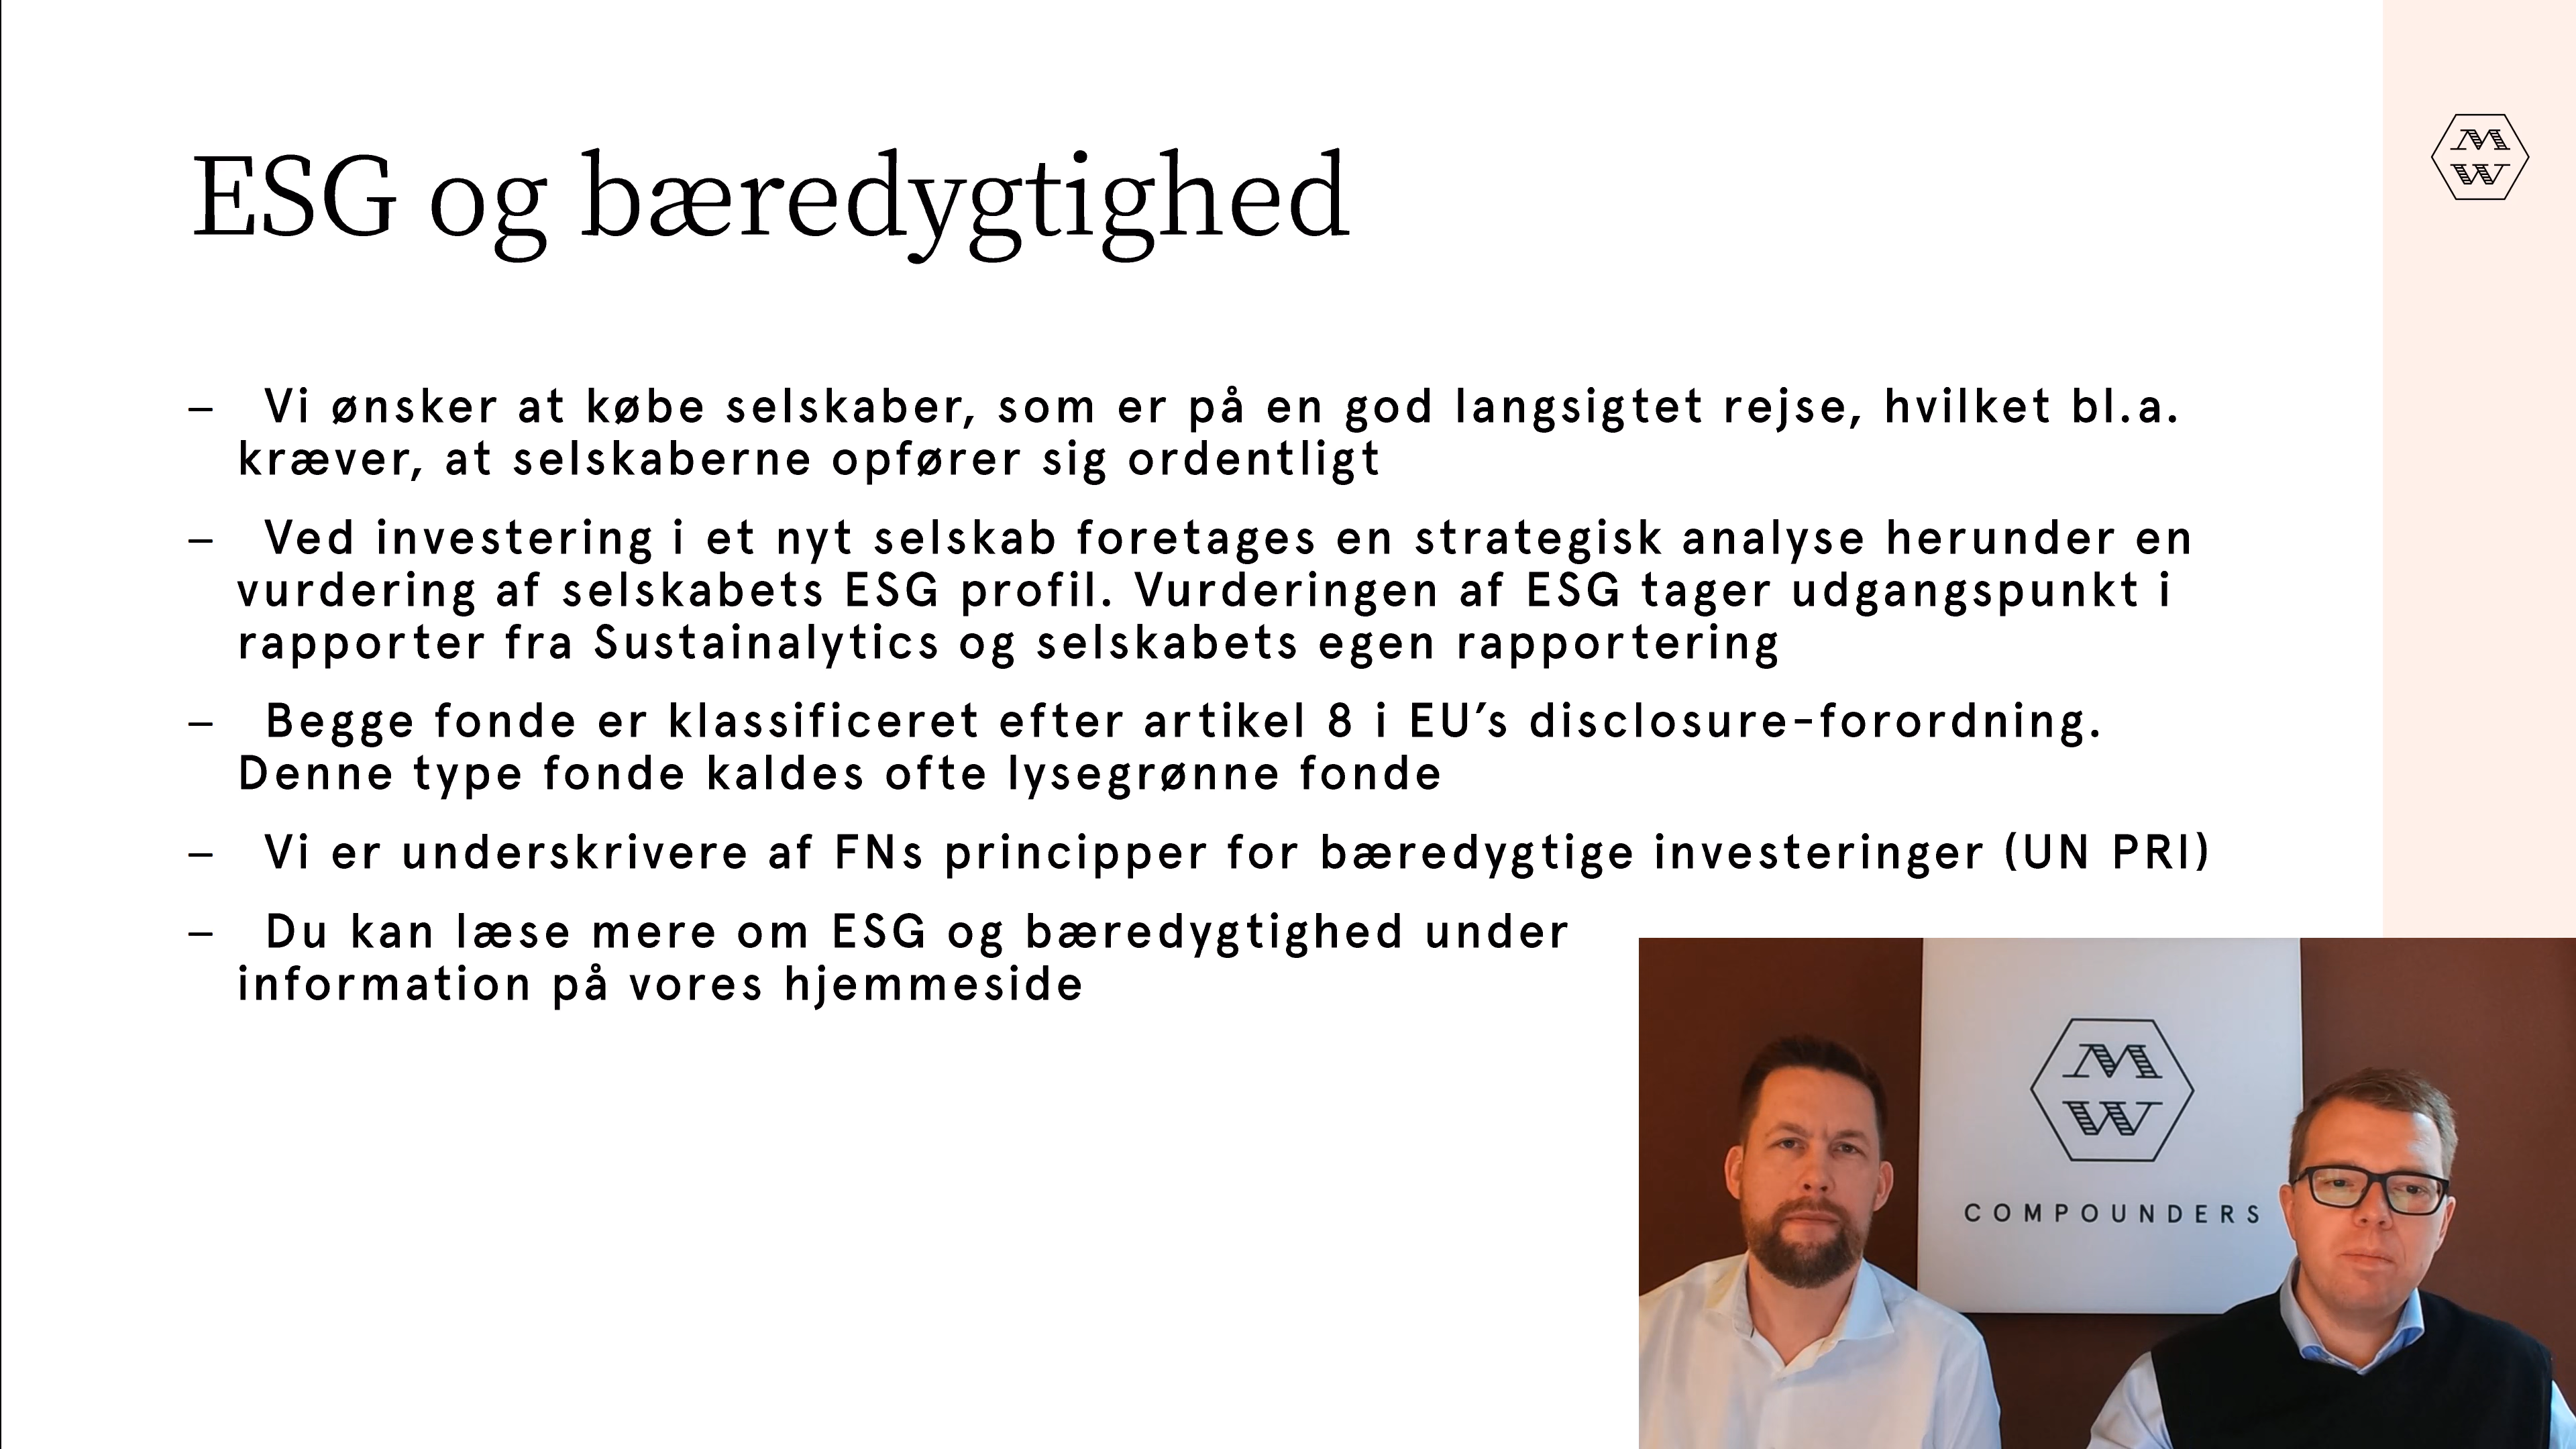 ESG og bæredygtighed
M
W
– Vi ønsker at købe selskaber, som er på en god langsigtet rejse, hvilket bl.a.
kræver, at selskaberne opfører sig ordentligt
– Ved investering i et nyt selskab foretages en strategisk analyse herunder en
vurdering af selskabets ESG profil. Vurderingen af ESG tager udgangspunkt i
rapporter fra Sustainalytics og selskabets egen rapportering
– Begge fonde er klassificeret efter artikel 8 i EU’s disclosure-forordning.
Denne type fonde kaldes ofte lysegrønne fonde
– Vi er underskrivere af FNs principper for bæredygtige investeringer (UN PRI)
– Du kan læse mere om ESG og bæredygtighed under
information på vores hjemmeside
M
W
COMPOUNDERS